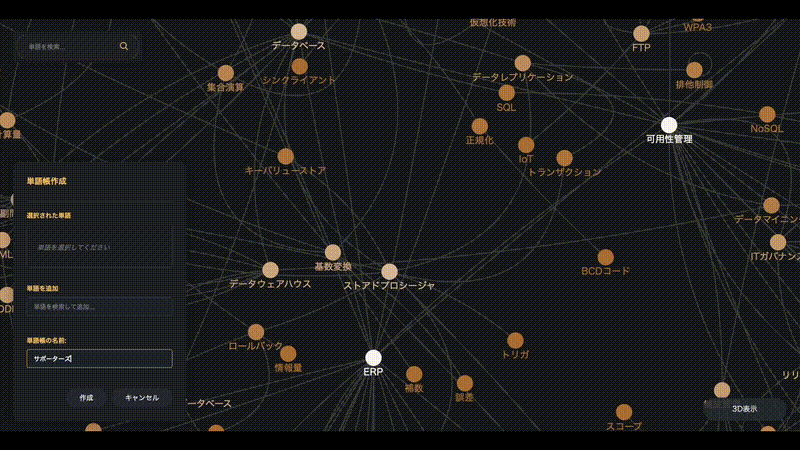 仮想化技術
WPA3
単語を検索...
データベース
FTP
シンクライアント
データレプリケーション
排他制御
集合演算
SQL
NoSQL
正規化
可用性管理
IoT
キーバリューストア
トランザクション
単語帳作成
選択された単語
データマイニン
単語を選択してください
基数変換
ITガバナンス
BCDコード
データウェアハウス
ストアドプロシージャ
単語を追加
単語を検索して追加...
単語帳の名前:
サポーターズ
ロールバック
トリガ
情報量
ERP
補数
誤差
リリ
作成
キャンセル
データベース
3D表示
スコープ